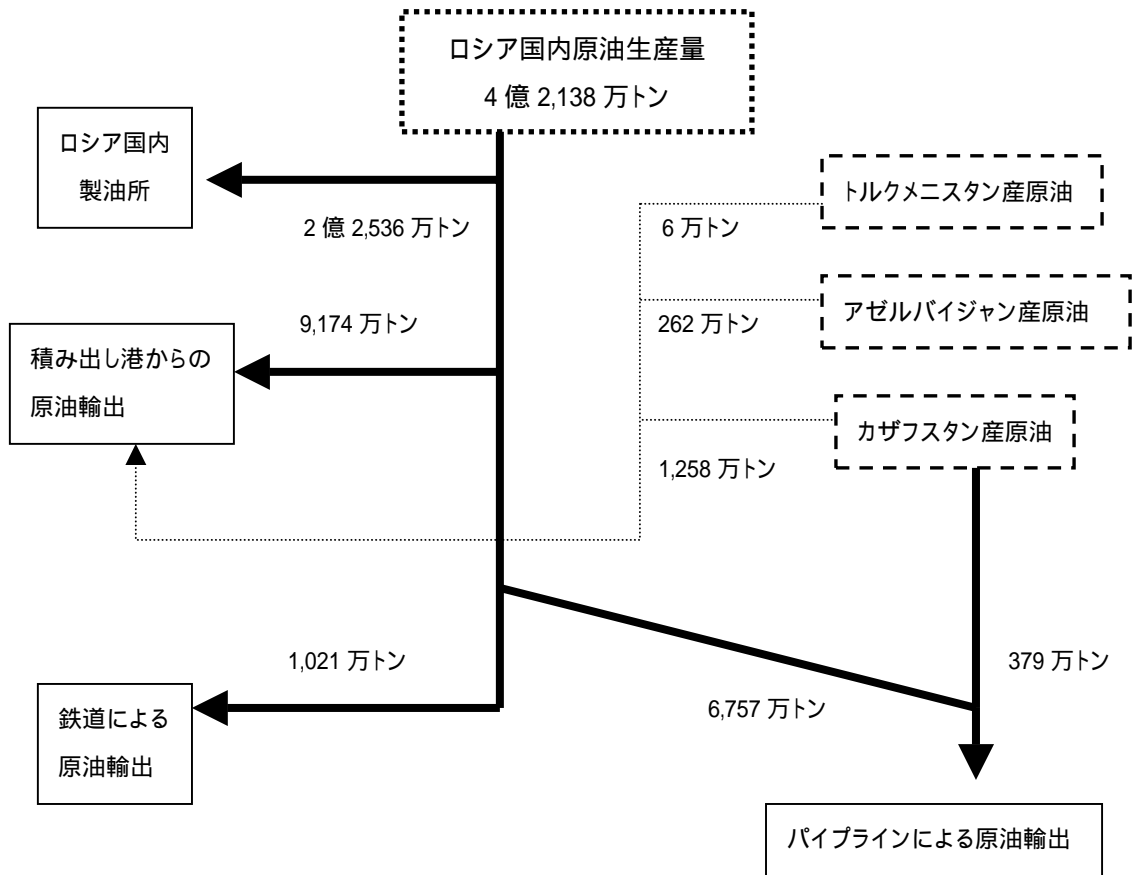 ロシア国内原油生産量
4 億 2,138 万トン
ロシア国内
製油所
2 億 2,536 万トン
トルクメニスタン産原油
6 万トン
アゼルバイジャン産原油
262 万トン
9,174 万トン
積み出し港からの
原油輸出
カザフスタン産原油
1,258 万トン
1,021 万トン
379 万トン
6,757 万トン
鉄道による
原油輸出
パイプラインによる原油輸出